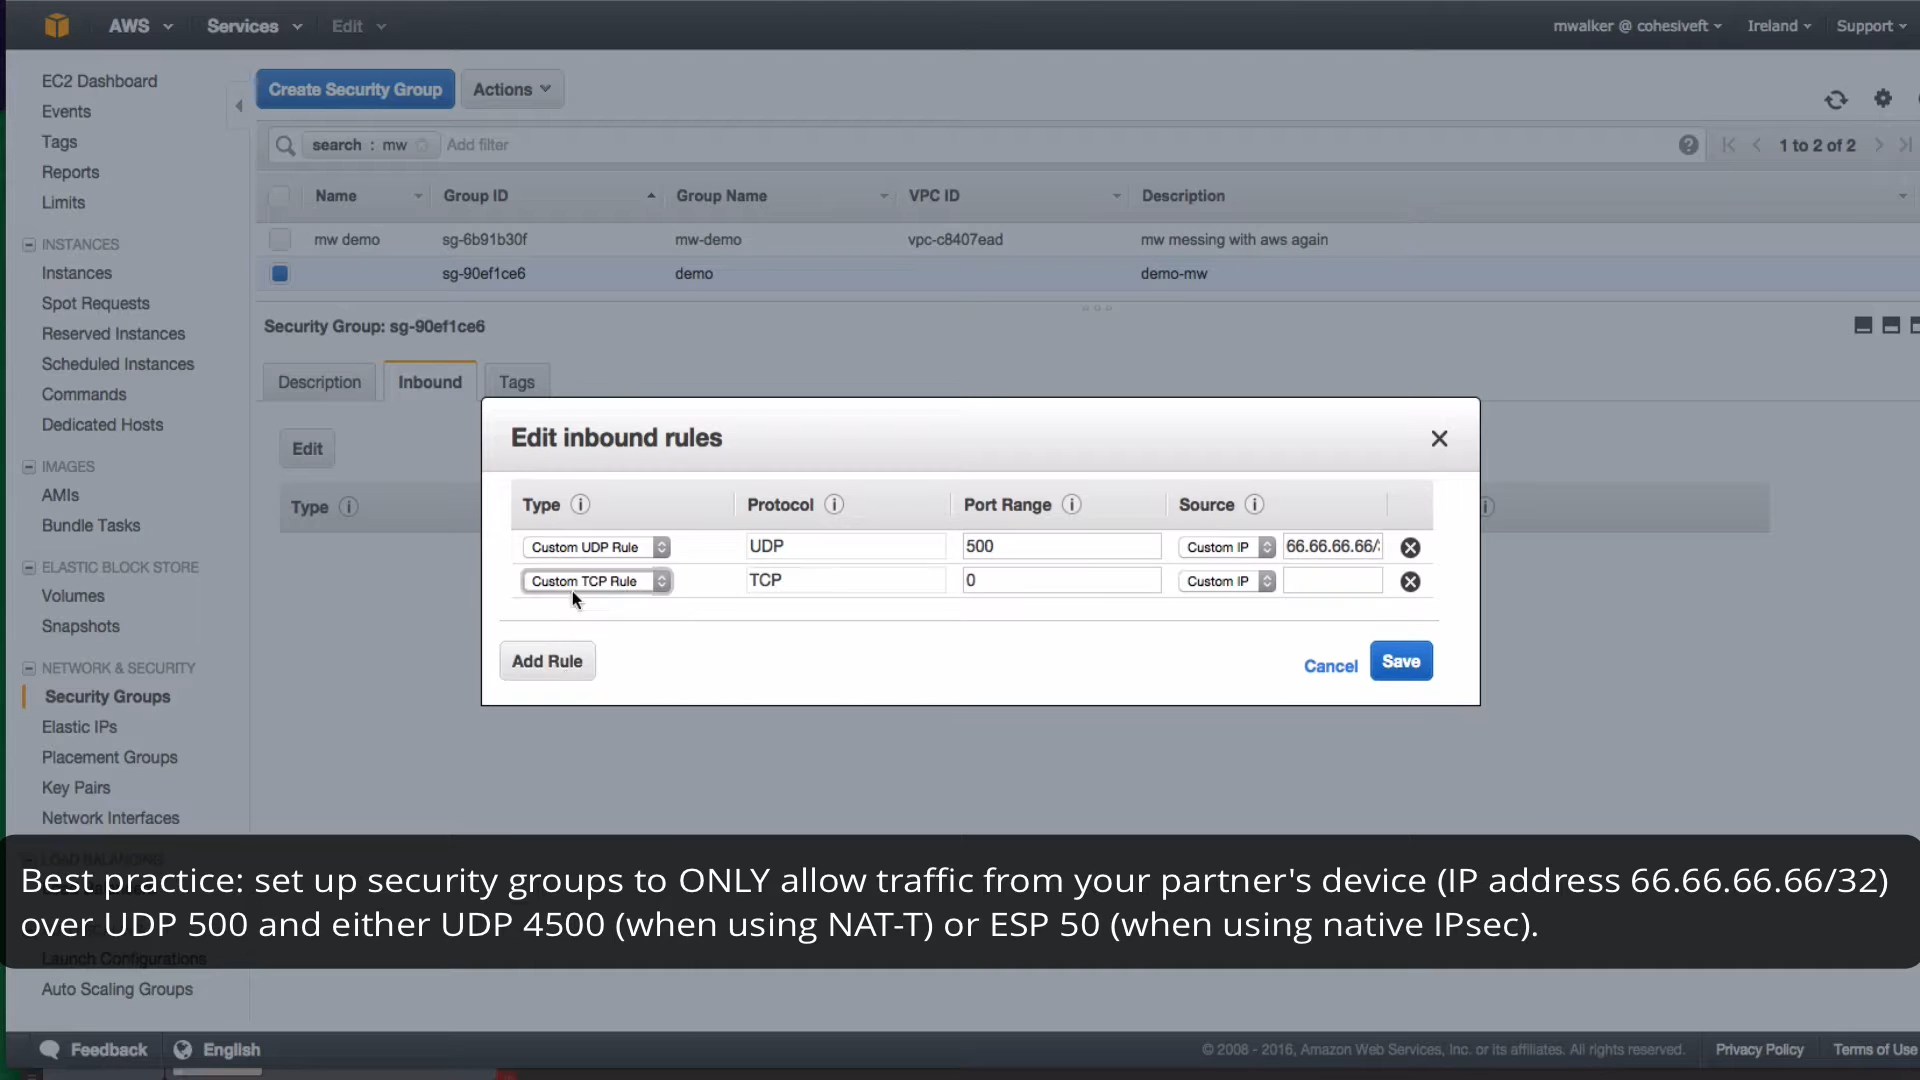 AWS Services Edit mwalker @ cohesiveft Ireland Support
EC2 Dashboard
Events
Tags
Reports
Limits
INSTANCES
Instances
Spot Requests
Reserved Instances
Scheduled Instances
Commands
Dedicated Hosts
IMAGES
AMIs
Bundle Tasks
ELASTIC BLOCK STORE
Volumes
Snapshots
NETWORK & SECURITY
Security Groups
Elastic IPs
Placement Groups
Key Pairs
Network Interfaces
LOAD BALANCING
Launch Configurations
Auto Scaling Groups
Create Security Group Actions
search : mw Add filter 1 to 2 of 2
Name Group ID Group Name VPC ID Description
mw demo sg-6b91b30f mw-demo vpc-c8407ead mw messing with aws again
sg-90ef1ce6 demo demo-mw
Security Group: sg-90ef1ce6
Description Inbound Tags
Edit
Type
Edit inbound rules
Type Protocol Port Range Source
Custom UDP Rule UDP 500 Custom IP 66.66.66.66/
Custom TCP Rule TCP 0 Custom IP
Add Rule Cancel Save
Best practice: set up security groups to ONLY allow traffic from your partner's device (IP address 66.66.66.66/32)
over UDP 500 and either UDP 4500 (when using NAT-T) or ESP 50 (when using native IPsec).
Feedback English © 2008 - 2016, Amazon Web Services, Inc. or its affiliates. All rights reserved. Privacy Policy Terms of Use